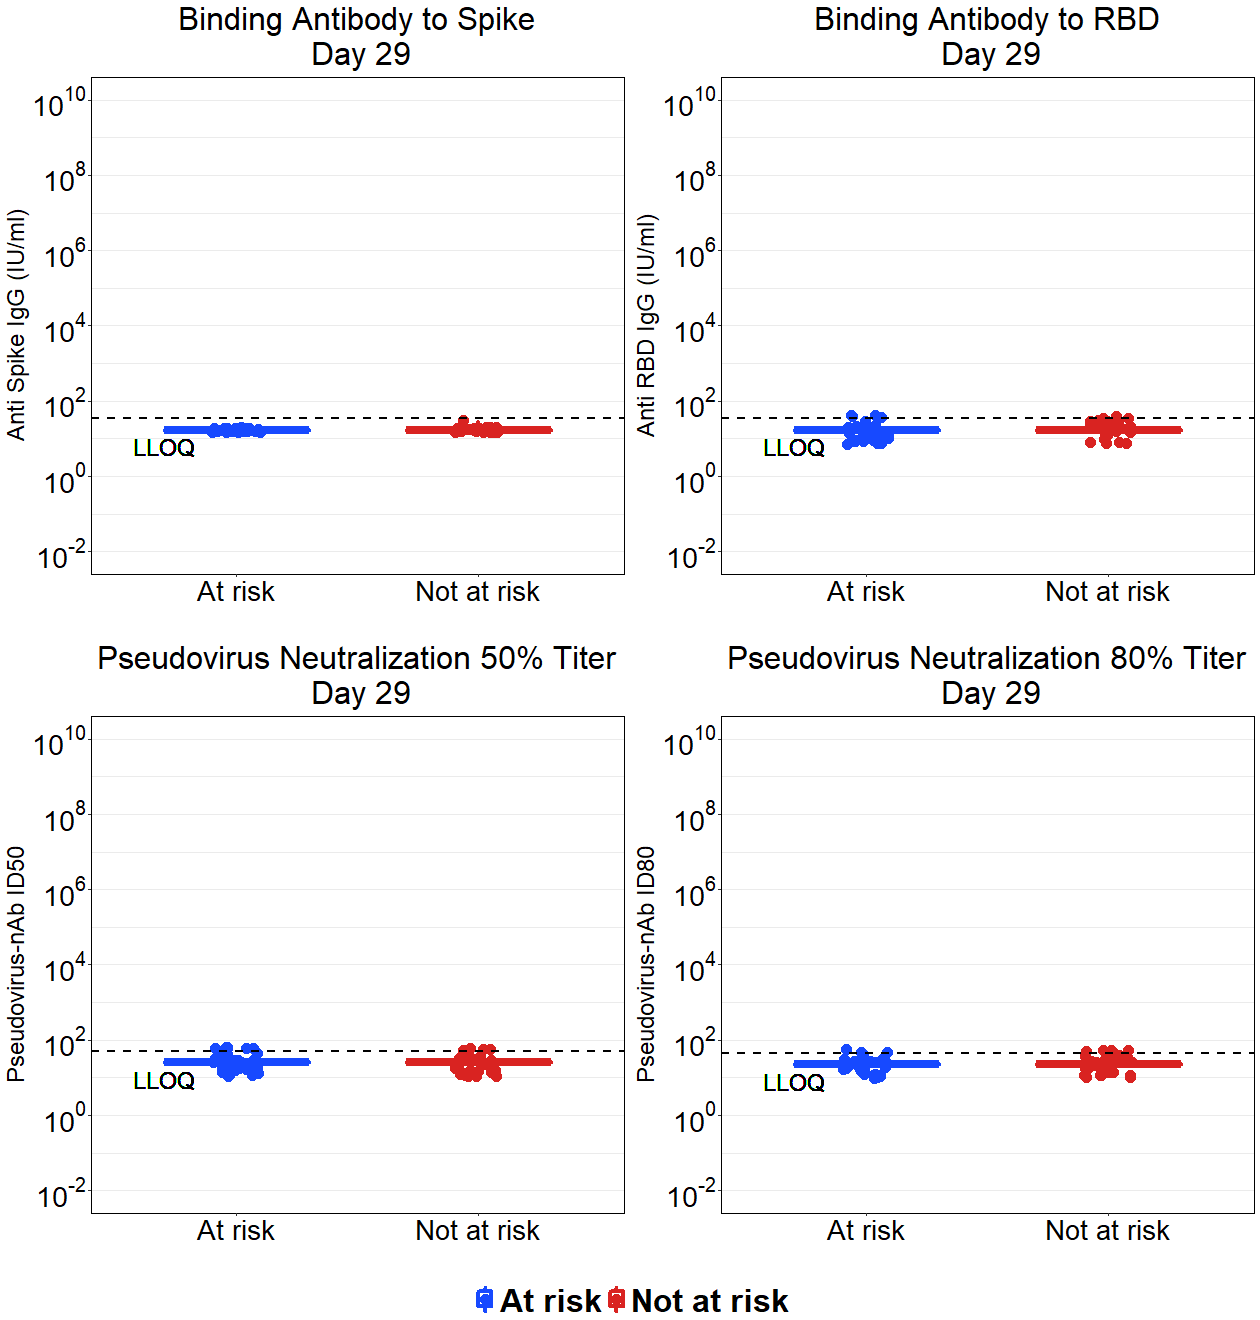 Binding Antibody to Spike
Day 29
Anti Spike IgG (IU/ml)
10^10
10^8
10^6
10^4
10^2
10^0
10^-2
LLOQ
At risk Not at risk
Binding Antibody to RBD
Day 29
Anti RBD IgG (IU/ml)
10^10
10^8
10^6
10^4
10^2
10^0
10^-2
LLOQ
At risk Not at risk
Pseudovirus Neutralization 50% Titer
Day 29
Pseudovirus-nAb ID50
10^10
10^8
10^6
10^4
10^2
10^0
10^-2
LLOQ
At risk Not at risk
Pseudovirus Neutralization 80% Titer
Day 29
Pseudovirus-nAb ID80
10^10
10^8
10^6
10^4
10^2
10^0
10^-2
LLOQ
At risk Not at risk
At risk Not at risk